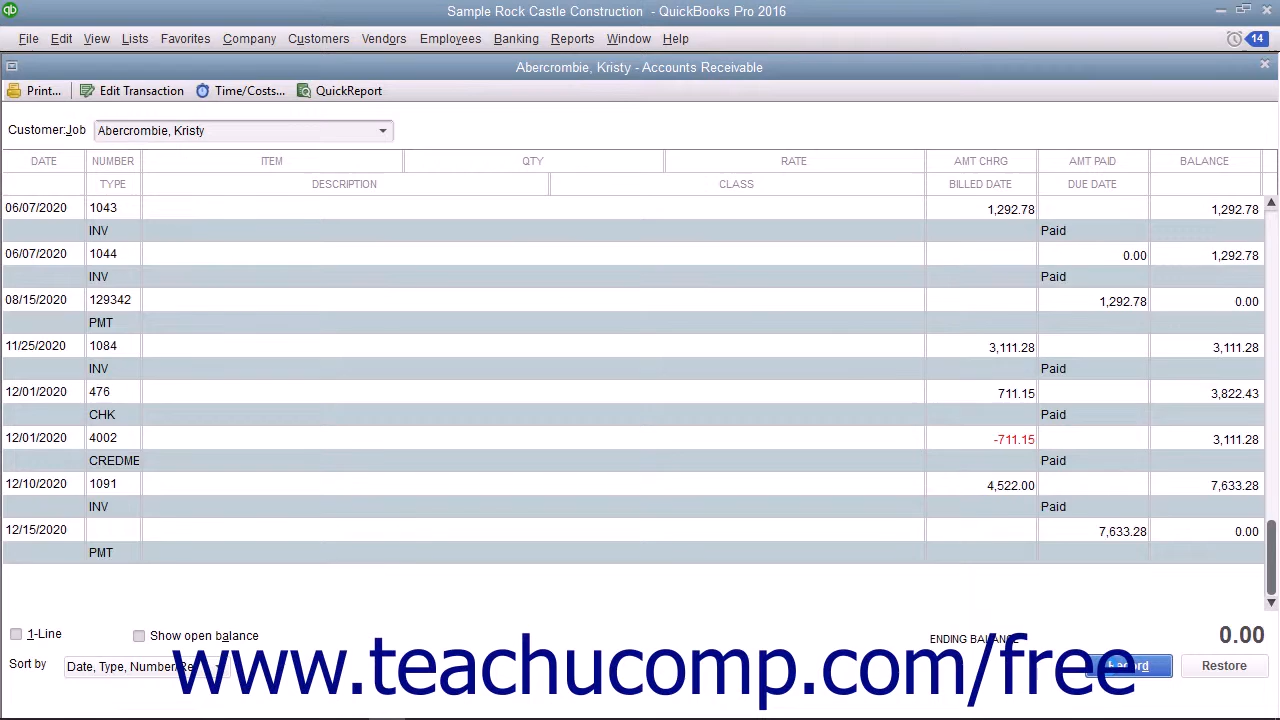 Sample Rock Castle Construction - QuickBooks Pro 2016
File Edit View Lists Favorites Company Customers Vendors Employees Banking Reports Window Help 14
Abercrombie, Kristy - Accounts Receivable
Print... Edit Transaction Time/Costs... QuickReport
Customer:Job Abercrombie, Kristy
DATE NUMBER ITEM QTY RATE AMT CHRG AMT PAID BALANCE
TYPE DESCRIPTION CLASS BILLED DATE DUE DATE
06/07/2020 1043 1,292.78 1,292.78
INV Paid
06/07/2020 1044 0.00 1,292.78
INV Paid
08/15/2020 129342 1,292.78 0.00
PMT
11/25/2020 1084 3,111.28 3,111.28
INV Paid
12/01/2020 476 711.15 3,822.43
CHK Paid
12/01/2020 4002 -711.15 3,111.28
CREDME Paid
12/10/2020 1091 4,522.00 7,633.28
INV Paid
12/15/2020 7,633.28 0.00
PMT
1-Line Show open balance ENDING BALANCE 0.00
Sort by Date, Type, Number/Re Record Restore
www.teachucomp.com/free